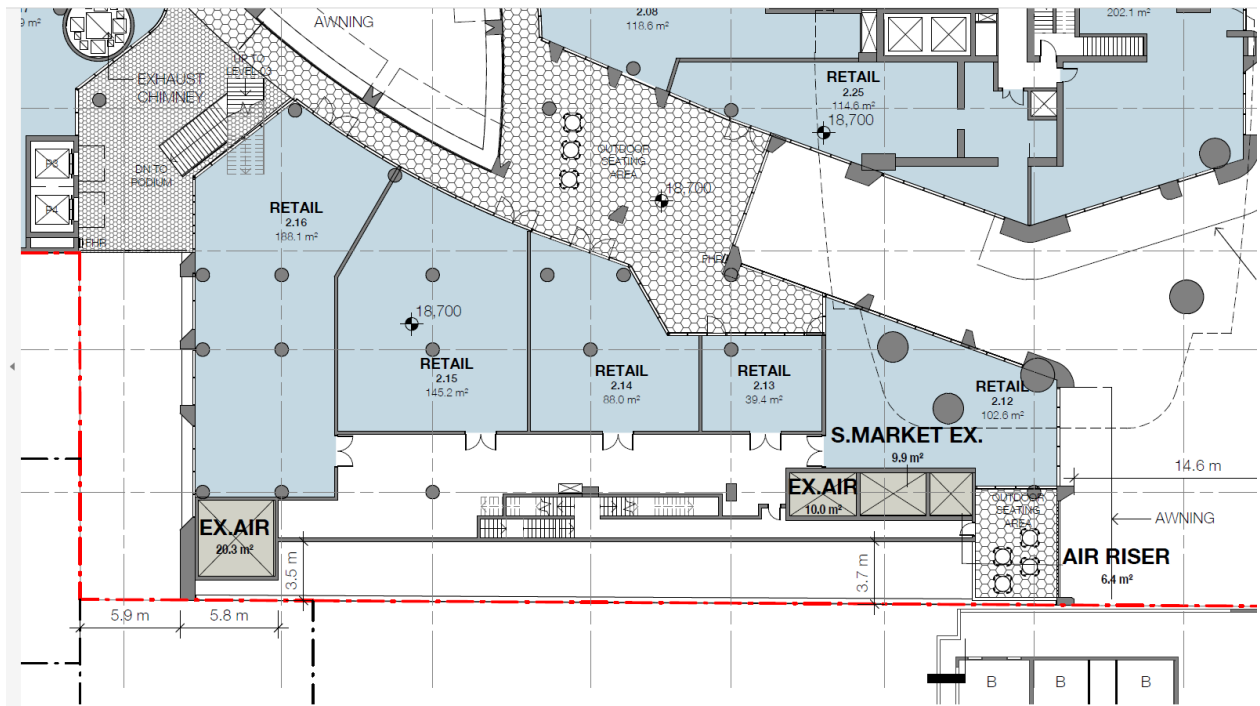 AWNING
2.08
118.6 m²
202.1 m²
9 m²
EXHAUST
CHIMNEY
LEVEL 03
RETAIL
2.25
114.6 m²
18,700
OUTDOOR
SEATING
AREA
18,700
DN TO
PODIUM
P4
FHR
RETAIL
2.16
188.1 m²
FHR
18,700
RETAIL
2.15
145.2 m²
RETAIL
2.14
88.0 m²
RETAIL
2.13
39.4 m²
RETAIL
2.12
102.6 m²
S.MARKET EX.
9.9 m²
14.6 m
EX.AIR
10.0 m²
EX.AIR
20.3 m²
OUTDOOR
SEATING
AREA
AWNING
AIR RISER
6.4 m²
3.5 m
3.7 m
5.9 m
5.8 m
B
B
B